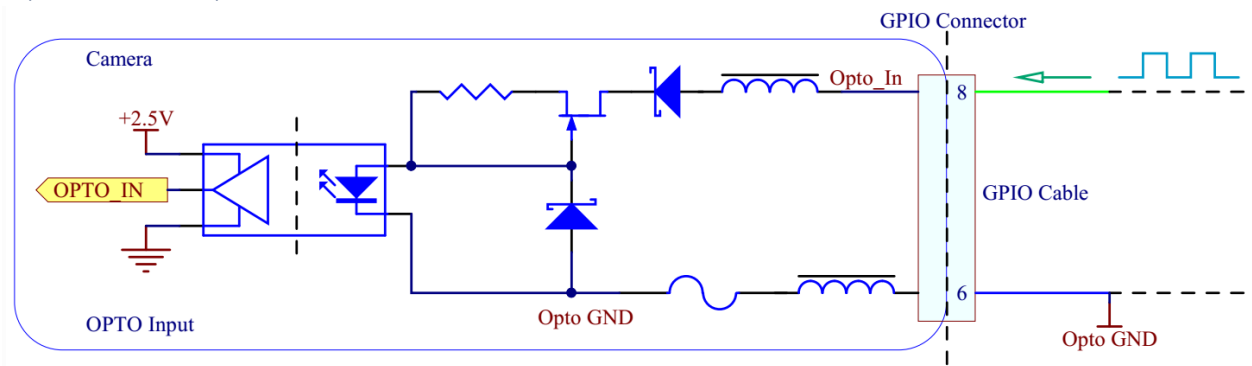 GPIO Connector
Camera
Opto_In
8
+2.5V
OPTO_IN
GPIO Cable
6
Opto GND
OPTO Input
Opto GND